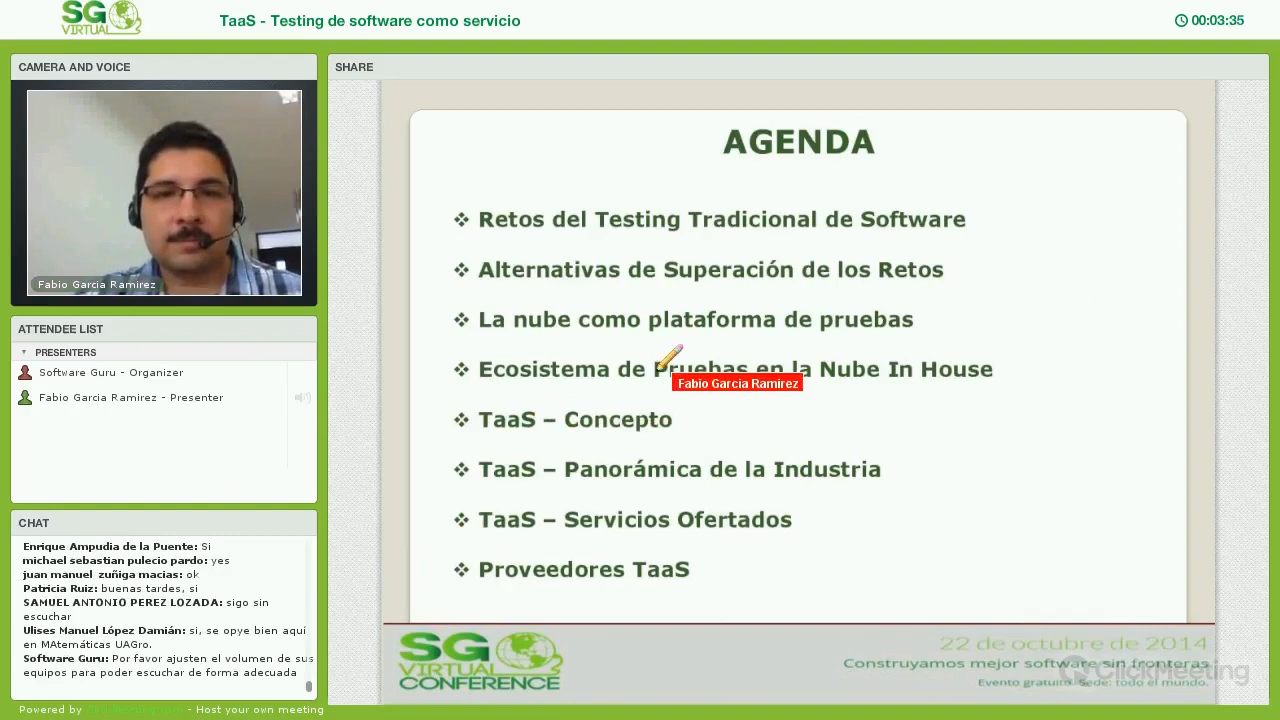 SG
VIRTUAL
TaaS - Testing de software como servicio
00:03:35
CAMERA AND VOICE
Fabio Garcia Ramirez
ATTENDEE LIST
PRESENTERS
Software Guru - Organizer
Fabio Garcia Ramirez - Presenter
CHAT
Enrique Ampudia de la Puente: Si
michael sebastian pulecio pardo: yes
juan manuel zuñiga macias: ok
Patricia Ruiz: buenas tardes, si
SAMUEL ANTONIO PEREZ LOZADA: sigo sin
escuchar
Ulises Manuel López Damián: si, se opye bien aquí
en MAtemáticas UAGro.
Software Guru: Por favor ajusten el volumen de sus
equipos para poder escuchar de forma adecuada
Powered by ClickMeeting.com - Host your own meeting
SHARE
AGENDA
❖ Retos del Testing Tradicional de Software
❖ Alternativas de Superación de los Retos
❖ La nube como plataforma de pruebas
❖ Ecosistema de Pruebas en la Nube In House
Fabio Garcia Ramirez
❖ TaaS – Concepto
❖ TaaS – Panorámica de la Industria
❖ TaaS – Servicios Ofertados
❖ Proveedores TaaS
SG
VIRTUAL
CONFERENCE
22 de octubre de 2014
Construyamos mejor software sin fronteras
Evento gratuito. Sede: todo el mundo.
ClickMeeting